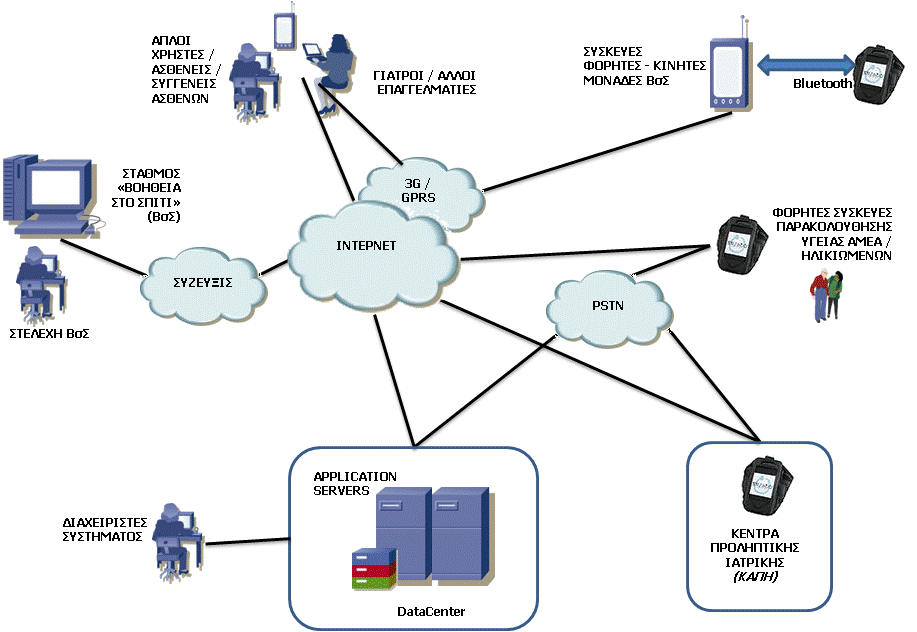 ΑΠΛΟΙ
ΧΡΗΣΤΕΣ /
ΑΣΘΕΝΕΙΣ /
ΣΥΓΓΕΝΕΙΣ
ΑΣΘΕΝΩΝ
ΓΙΑΤΡΟΙ / ΑΛΛΟΙ
ΕΠΑΓΓΕΛΜΑΤΙΕΣ
ΣΥΣΚΕΥΕΣ
ΦΟΡΗΤΕΣ - ΚΙΝΗΤΕΣ
ΜΟΝΑΔΕΣ ΒοΣ
Bluetooth
ΣΤΑΘΜΟΣ
«ΒΟΗΘΕΙΑ
ΣΤΟ ΣΠΙΤΙ»
(ΒοΣ)
3G /
GPRS
INTERNET
ΦΟΡΗΤΕΣ ΣΥΣΚΕΥΕΣ
ΠΑΡΑΚΟΛΟΥΘΗΣΗΣ
ΥΓΕΙΑΣ ΑΜΕΑ /
ΗΛΙΚΙΩΜΕΝΩΝ
ΣΥΖΕΥΞΙΣ
PSTN
ΣΤΕΛΕΧΗ ΒοΣ
APPLICATION
SERVERS
DataCenter
ΔΙΑΧΕΙΡΙΣΤΕΣ
ΣΥΣΤΗΜΑΤΟΣ
ΚΕΝΤΡΑ
ΠΡΟΛΗΠΤΙΚΗΣ
ΙΑΤΡΙΚΗΣ
(ΚΑΠΗ)